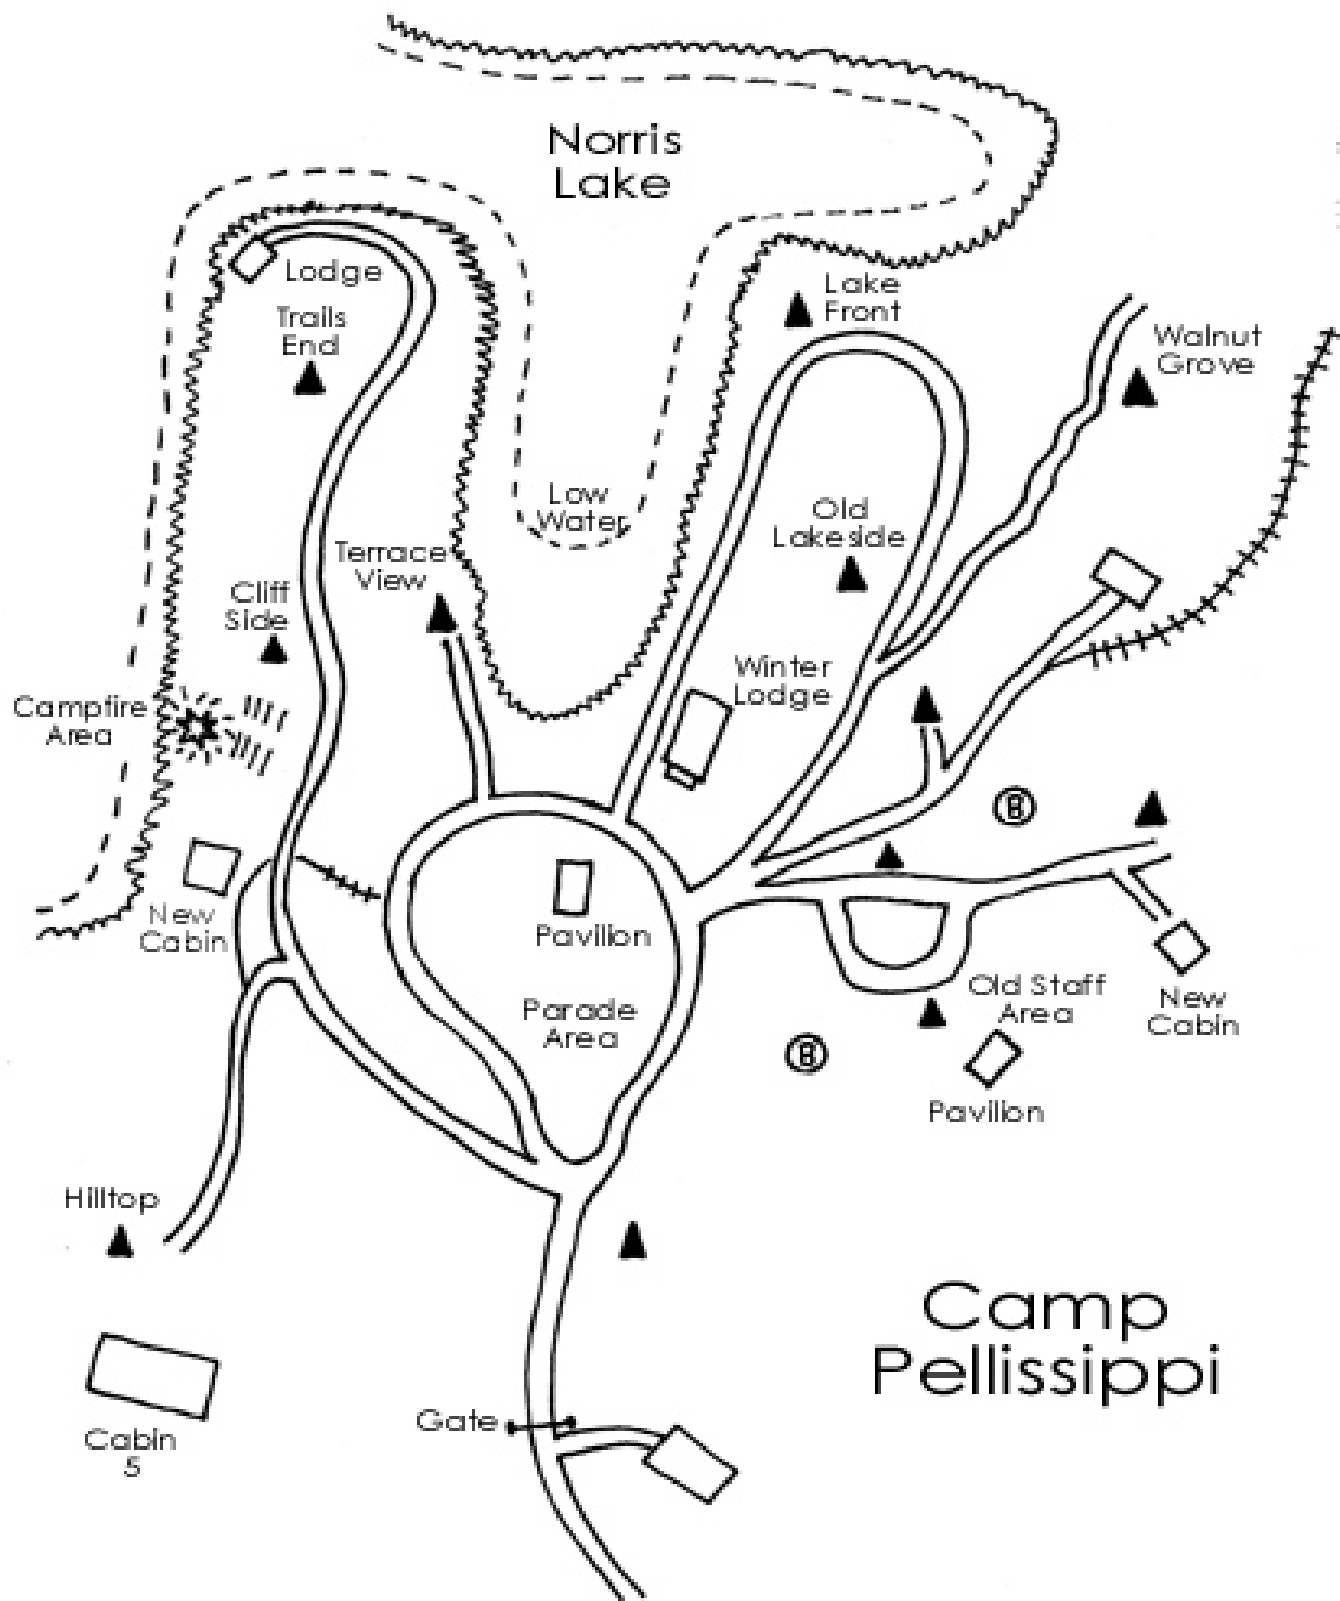 Norris
Lake
Lodge
Trails
End
Lake
Front
Walnut
Grove
Low
Water
Old
Lakeside
Terrace
View
Cliff
Side
Winter
Lodge
Campfire
Area
New
Cabin
Pavilion
Parade
Area
Old Staff
Area
New
Cabin
Pavilion
Hilltop
Camp
Pellissippi
Gate
Cabin
5